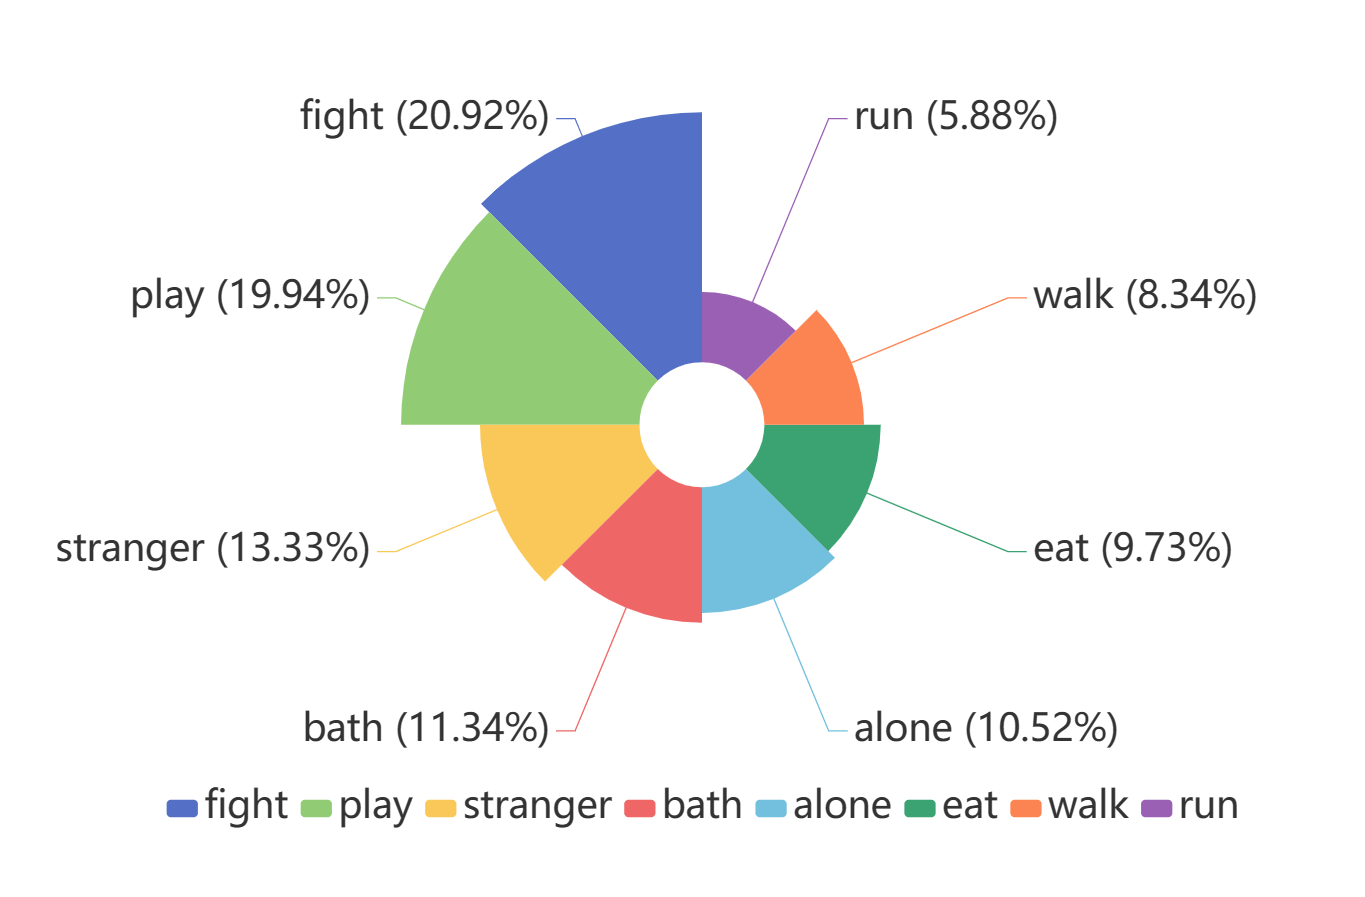 fight (20.92%)
run (5.88%)
play (19.94%)
walk (8.34%)
stranger (13.33%)
eat (9.73%)
bath (11.34%)
alone (10.52%)
fight play stranger bath alone eat walk run